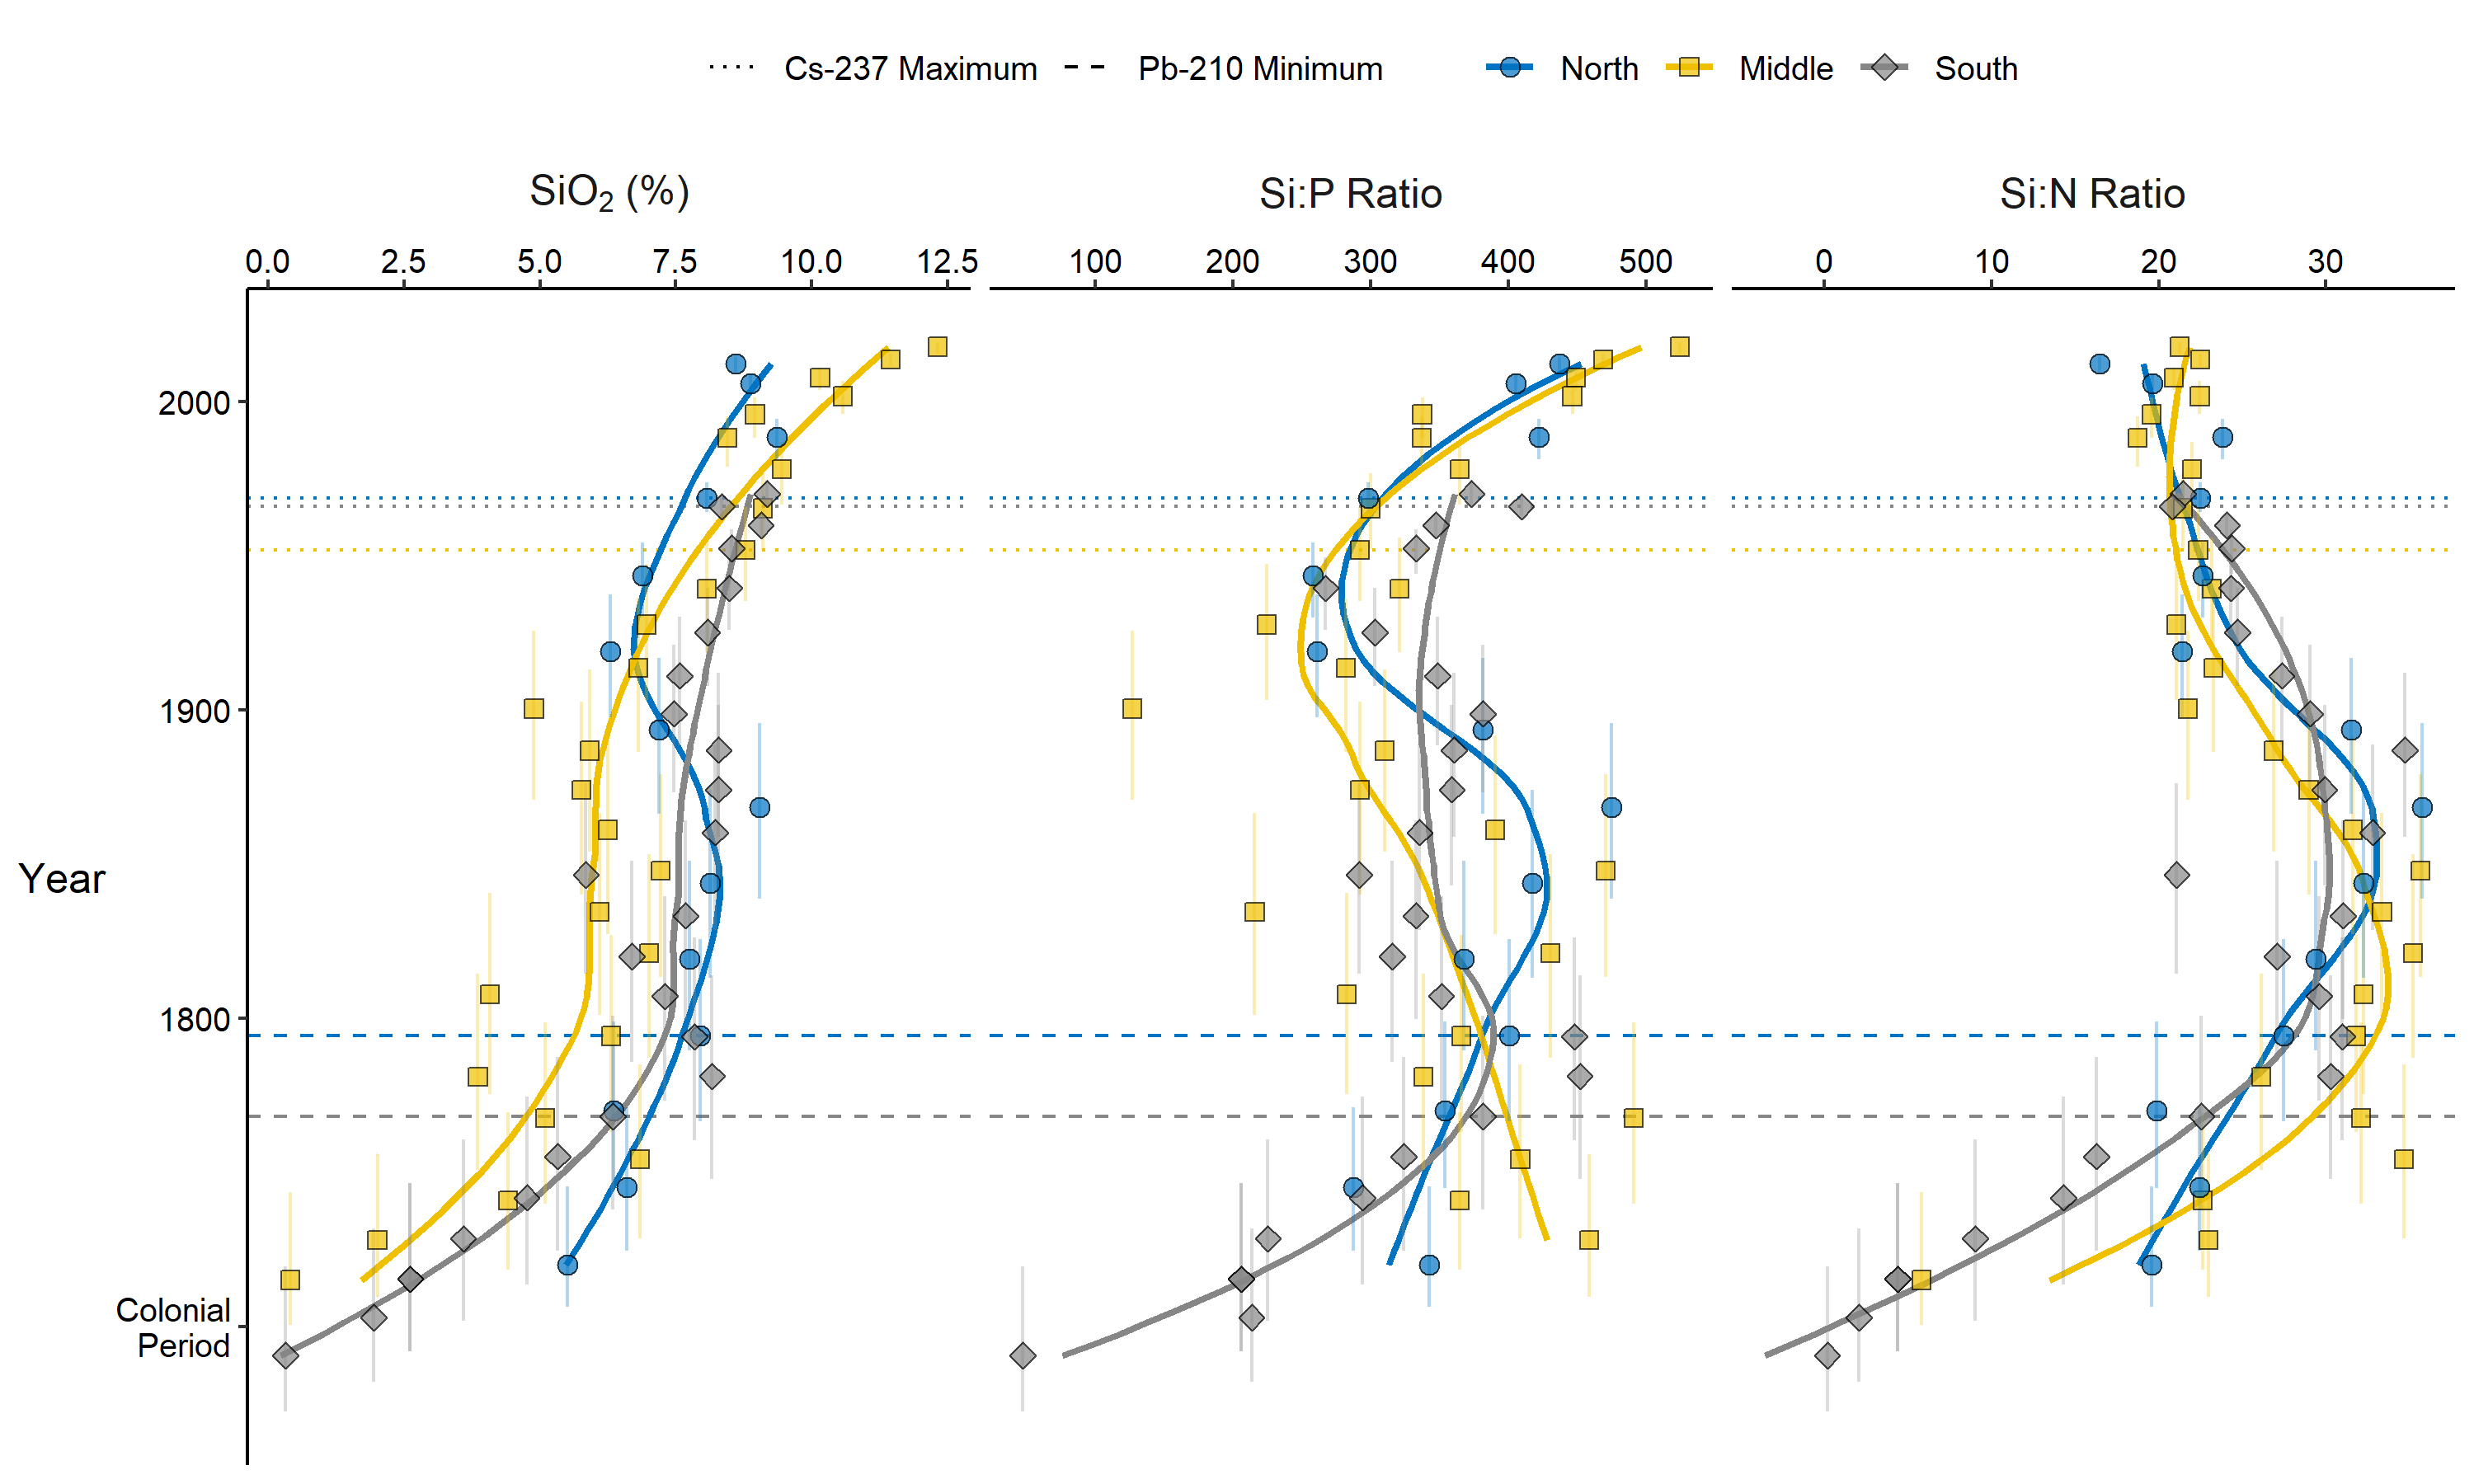 Cs-237 Maximum Pb-210 Minimum North Middle South
SiO₂ (%) Si:P Ratio Si:N Ratio
0.0 2.5 5.0 7.5 10.0 12.5 100 200 300 400 500 0 10 20 30
2000
1900
Year
1800
Colonial
Period